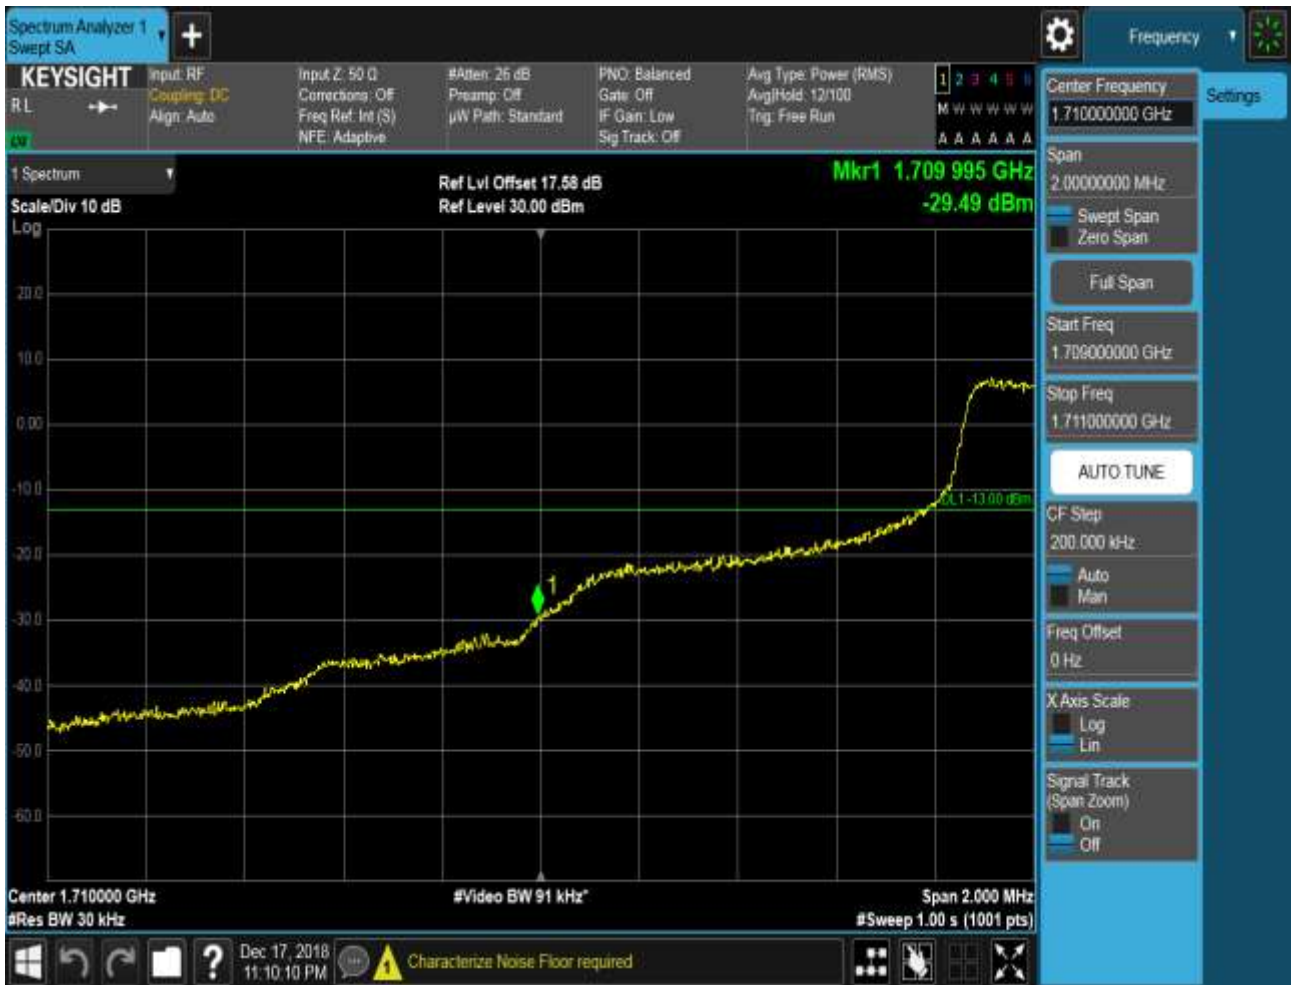 Spectrum Analyzer 1
Swept SA
+
Frequency
KEYSIGHT
RL
Input: RF
Coupling: DC
Align: Auto
Input Z: 50 Ω
Corrections: Off
Freq Ref: Int (S)
NFE: Adaptive
#Atten: 26 dB
Preamp: Off
µW Path: Standard
PNO: Balanced
Gate: Off
IF Gain: Low
Sig Track: Off
Avg Type: Power (RMS)
Avg|Hold: 12/100
Trig: Free Run
1 2 3 4 5 6
M W W W W W
A A A A A A
1 Spectrum
Scale/Div 10 dB
Log
Ref Lvl Offset 17.58 dB
Ref Level 30.00 dBm
Mkr1 1.709 995 GHz
-29.49 dBm
20.0
10.0
0.00
-10.0
-20.0
-30.0
-40.0
-50.0
-60.0
DL1 -13.00 dBm
1
Center 1.710000 GHz
#Res BW 30 kHz
#Video BW 91 kHz*
Span 2.000 MHz
#Sweep 1.00 s (1001 pts)
Center Frequency
1.710000000 GHz
Settings
Span
2.00000000 MHz
Swept Span
Zero Span
Full Span
Start Freq
1.709000000 GHz
Stop Freq
1.711000000 GHz
AUTO TUNE
CF Step
200.000 kHz
Auto
Man
Freq Offset
0 Hz
X Axis Scale
Log
Lin
Signal Track
(Span Zoom)
On
Off
?
Dec 17, 2018
11:10:10 PM
1
Characterize Noise Floor required